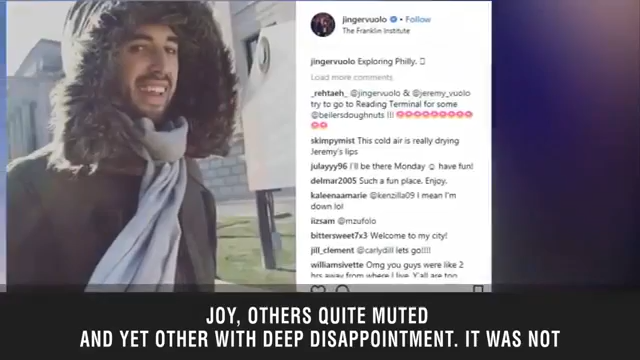 jingervuolo • Follow
The Franklin Institute
jingervuolo Exploring Philly.
Load more comments
_rehtaeh_ @jingervuolo & @jeremy_vuolo
try to go to Reading Terminal for some
@beilersdoughnuts !!! 🍩🍩🍩🍩🍩🍩🍩🍩
🍩🍩
skimpymist This cold air is really drying
Jeremy's lips
julayyy96 I'll be there Monday ☺ have fun!
delmar2005 Such a fun place. Enjoy.
kaleenaamarie @kenzilla09 I mean I'm
down lol
iizsam @mzufolo
bittersweet7x3 Welcome to my city!
jill_clement @carlydill lets go!!!!
williamsivette Omg you guys were like 2
hrs away from where I live. Y'all are too
JOY, OTHERS QUITE MUTED
AND YET OTHER WITH DEEP DISAPPOINTMENT. IT WAS NOT